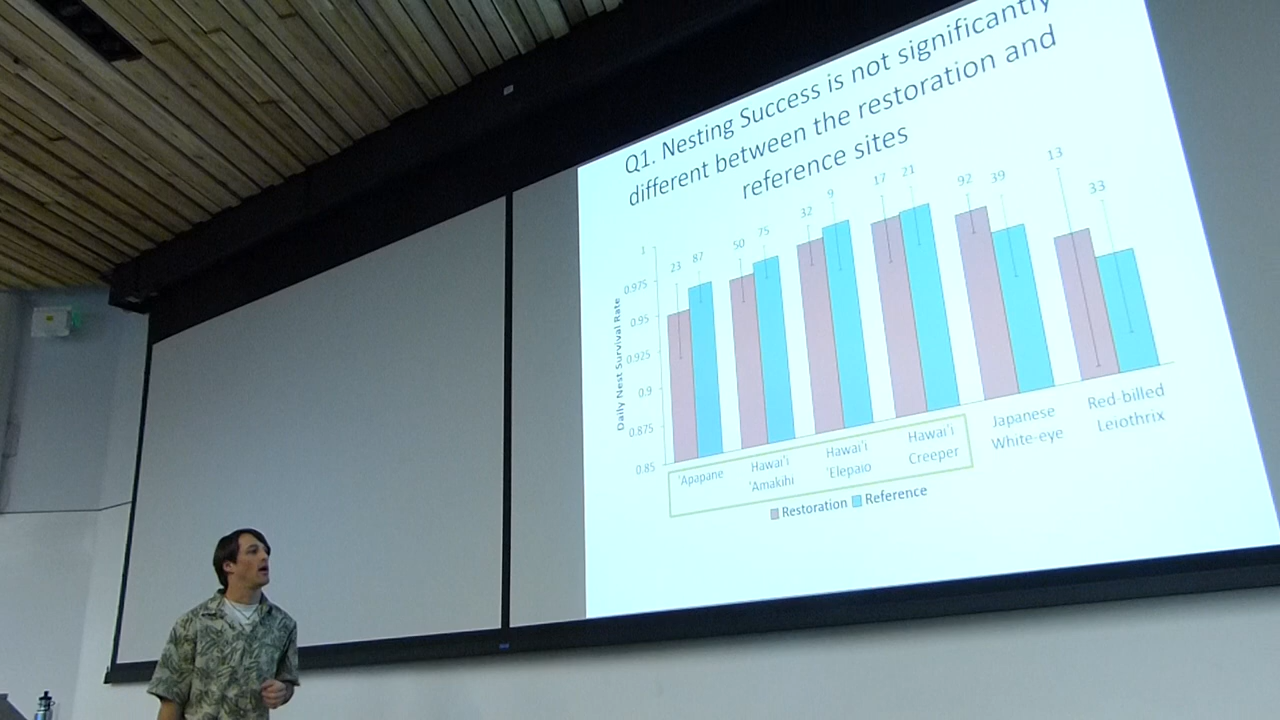 Q1. Nesting Success is not significantly
different between the restoration and
reference sites
Daily Nest Survival Rate
1
0.975
0.95
0.925
0.9
0.875
0.85
23 87 50 75 32 9 17 21 92 39 13 33
'Apapane
Hawai'i
'Amakihi
Hawai'i
'Elepaio
Hawai'i
Creeper
Japanese
White-eye
Red-billed
Leiothrix
Restoration Reference